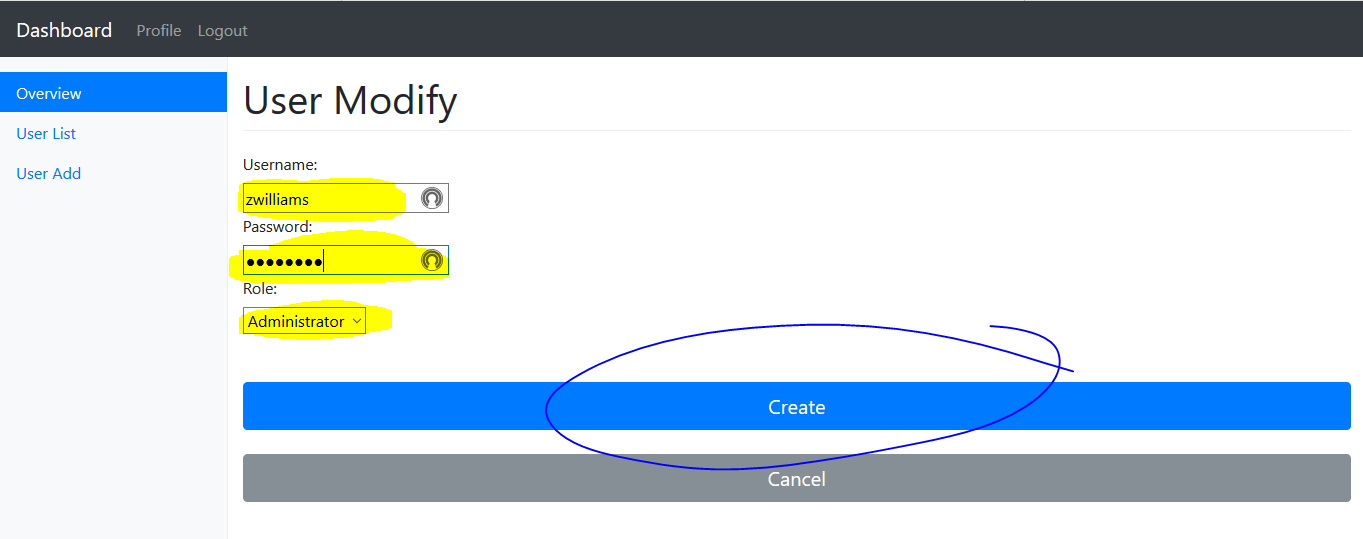 Dashboard Profile Logout
Overview
User List
User Add
User Modify
Username:
zwilliams
Password:
●●●●●●●●
Role:
Administrator
Create
Cancel